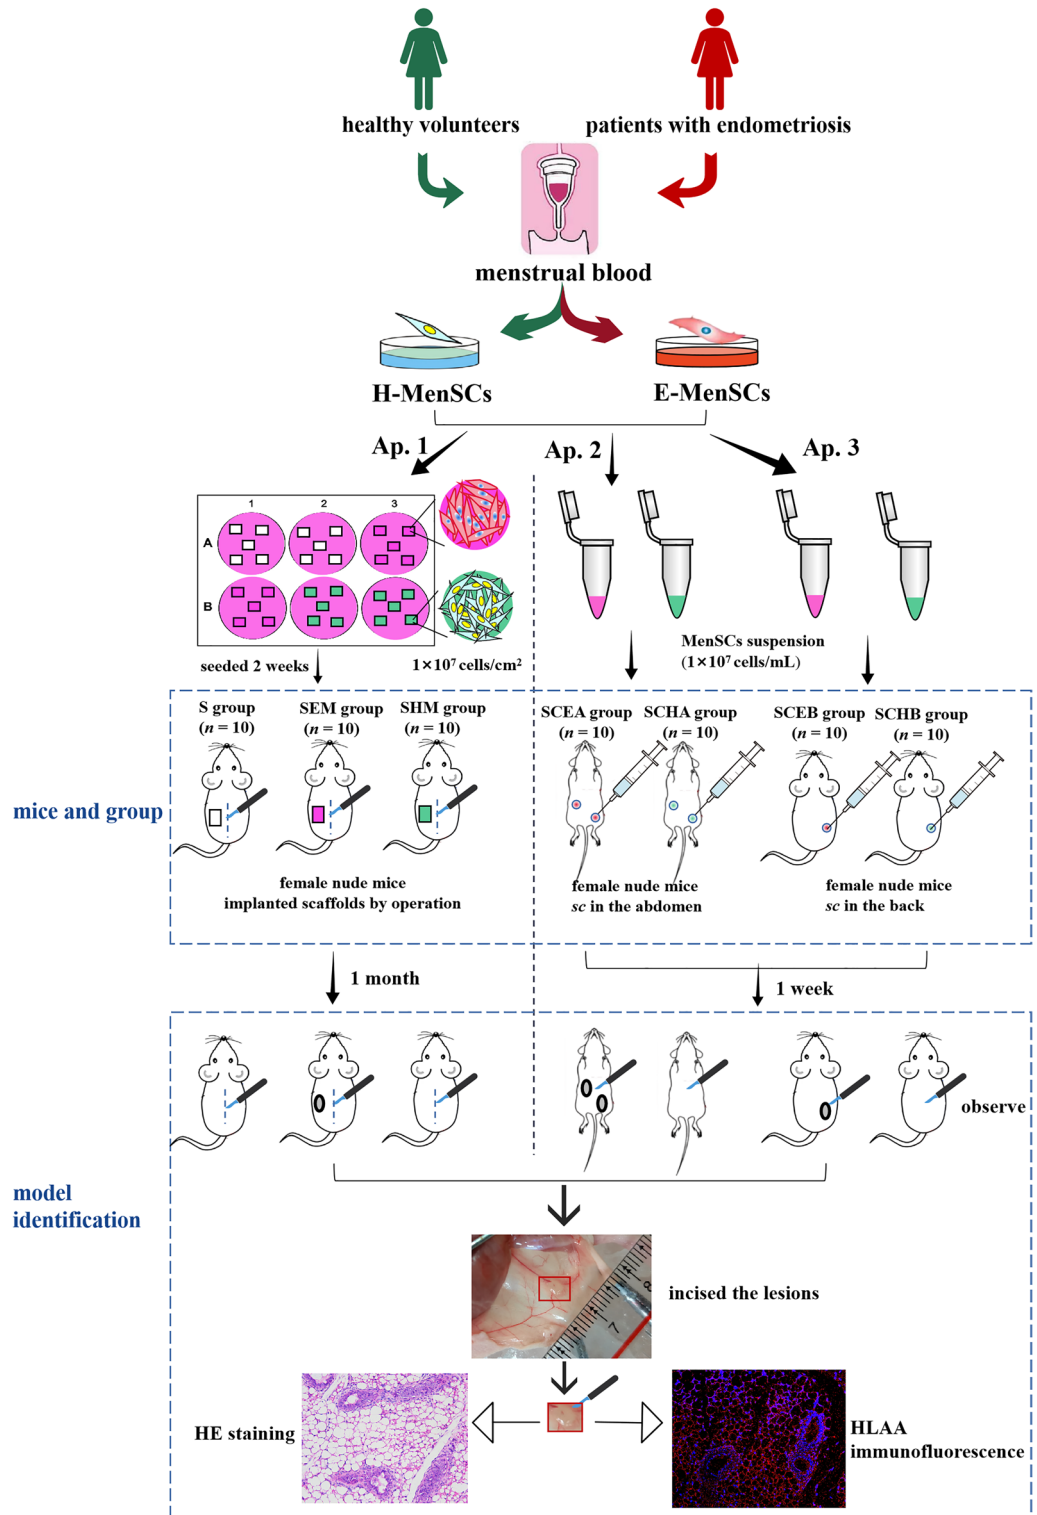 healthy volunteers
patients with endometriosis
menstrual blood
H-MenSCs
E-MenSCs
Ap. 1
Ap. 2
Ap. 3
1
2
3
A
B
seeded 2 weeks
1×10⁷ cells/cm²
MenSCs suspension
(1×10⁷ cells/mL)
S group
(n = 10)
SEM group
(n = 10)
SHM group
(n = 10)
SCEA group
(n = 10)
SCHA group
(n = 10)
SCEB group
(n = 10)
SCHB group
(n = 10)
mice and group
female nude mice
implanted scaffolds by operation
female nude mice
sc in the abdomen
female nude mice
sc in the back
1 month
1 week
observe
model
identification
7
8
incised the lesions
HE staining
HLAA
immunofluorescence